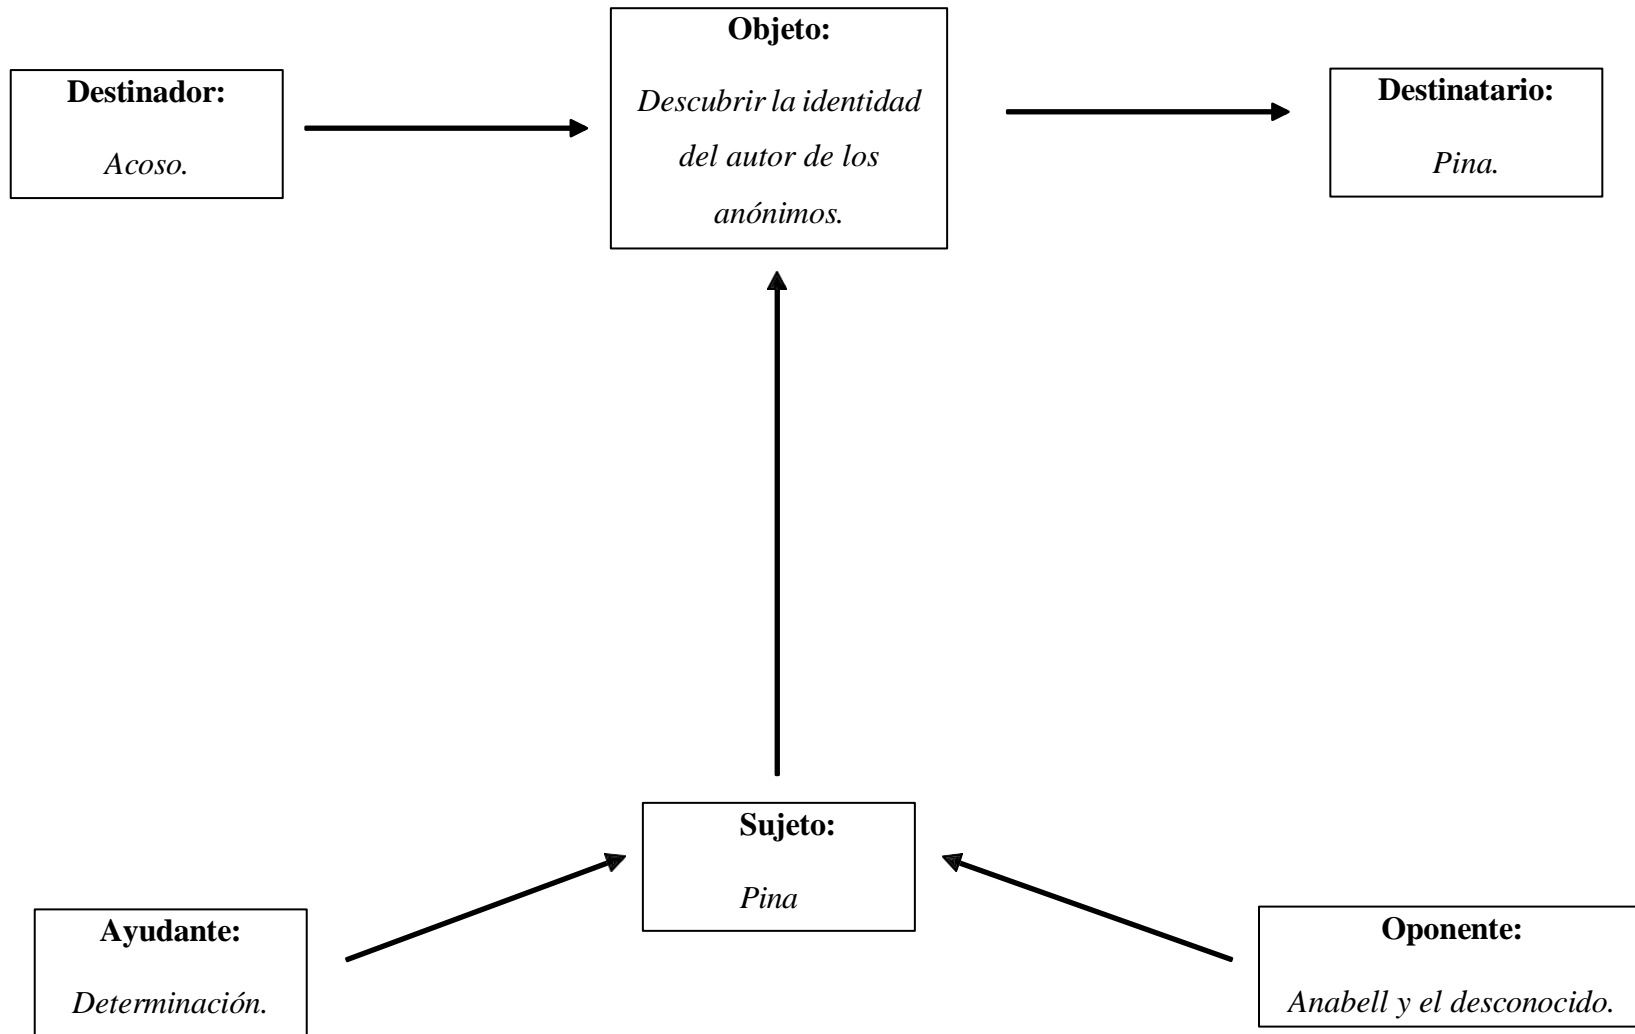 Destinador:
Acoso.
Objeto:
Descubrir la identidad
del autor de los
anónimos.
Destinatario:
Pina.
Sujeto:
Pina
Ayudante:
Determinación.
Oponente:
Anabell y el desconocido.